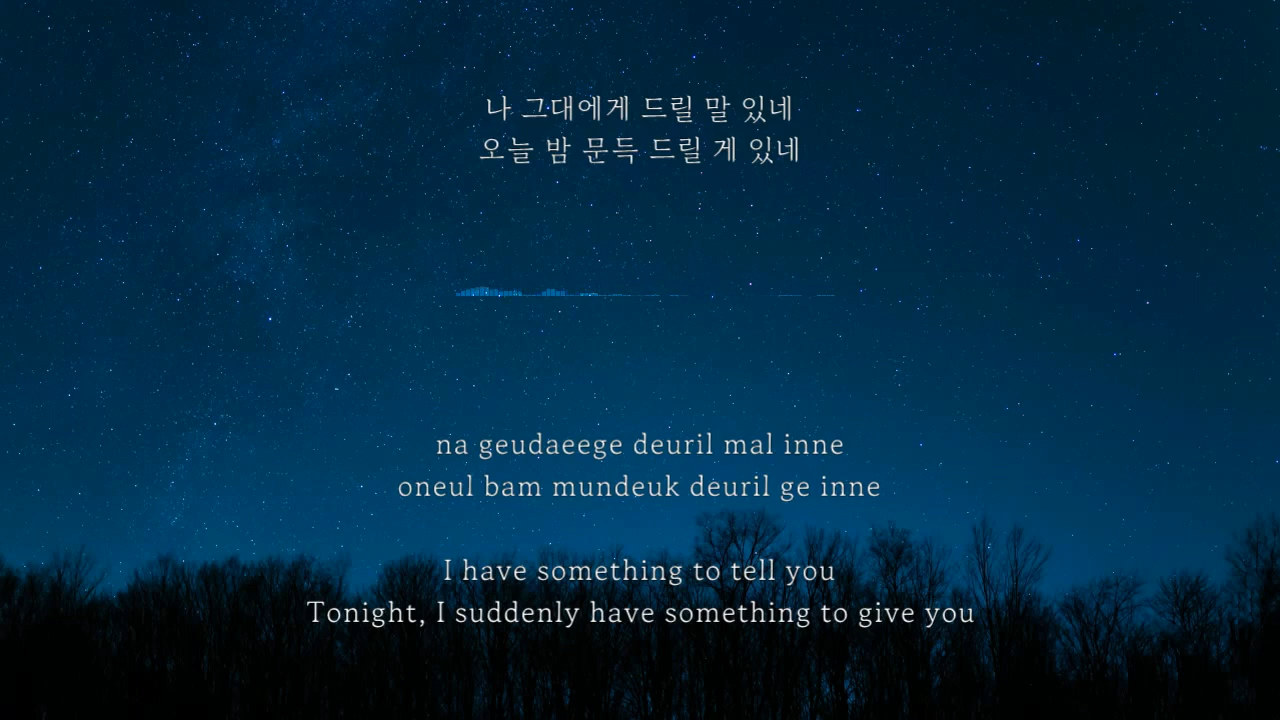 나 그대에게 드릴 말 있네
오늘 밤 문득 드릴 게 있네
na geudaeege deuril mal inne
oneul bam mundeuk deuril ge inne
I have something to tell you
Tonight, I suddenly have something to give you